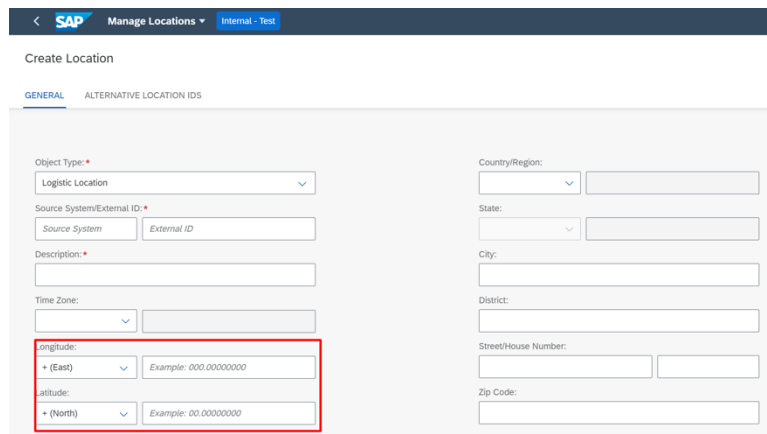 SAP Manage Locations Internal - Test
Create Location
GENERAL ALTERNATIVE LOCATION IDS
Object Type:*
Logistic Location
Source System/External ID:*
Source System External ID
Description:*
Time Zone:
Longitude:
+ (East) Example: 000.00000000
Latitude:
+ (North) Example: 00.00000000
Country/Region:
State:
City:
District:
Street/House Number:
Zip Code: